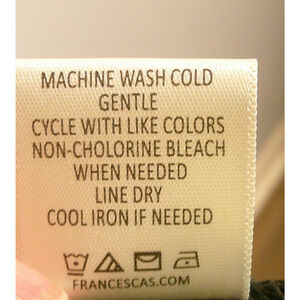 MACHINE WASH COLD
GENTLE
CYCLE WITH LIKE COLORS
NON-CHOLORINE BLEACH
WHEN NEEDED
LINE DRY
COOL IRON IF NEEDED
FRANCESCAS.COM